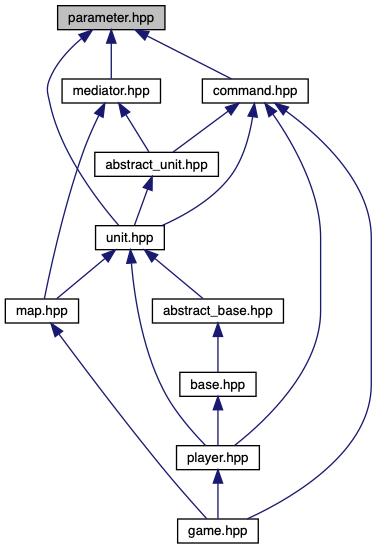 parameter.hpp
mediator.hpp
command.hpp
abstract_unit.hpp
unit.hpp
map.hpp
abstract_base.hpp
base.hpp
player.hpp
game.hpp